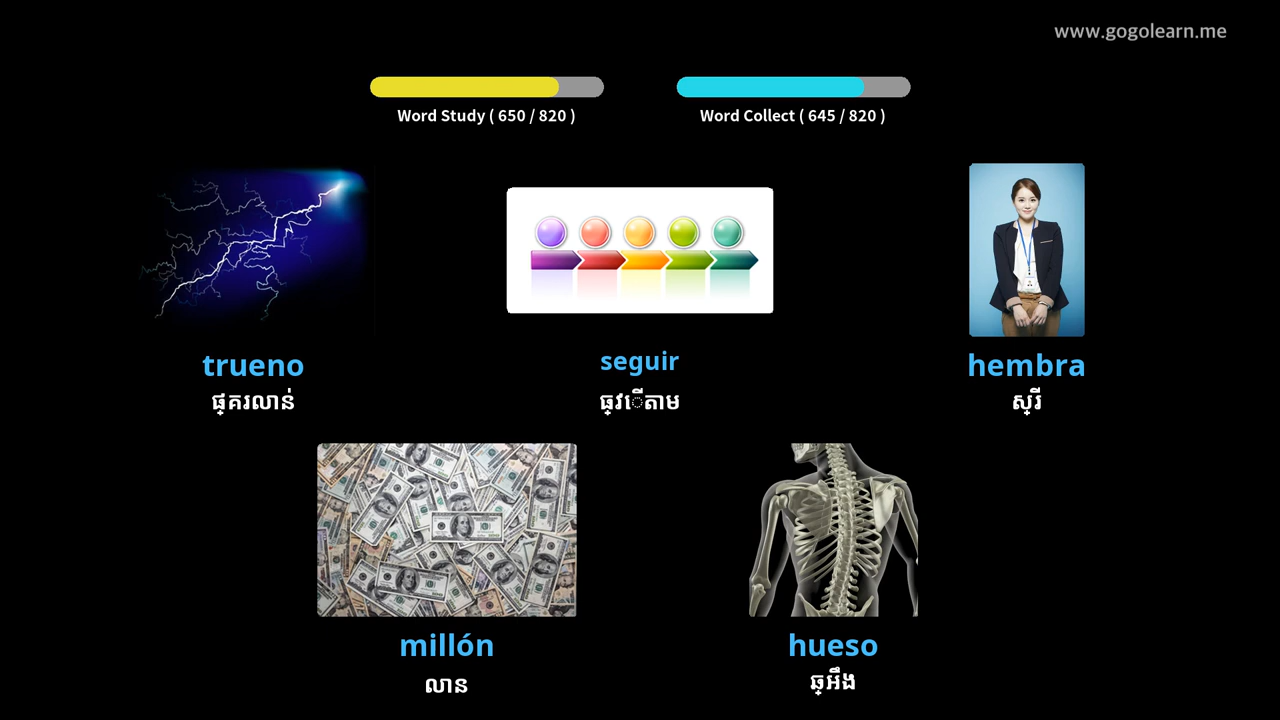 www.gogolearn.me
Word Study ( 650 / 820 )
Word Collect ( 645 / 820 )
trueno
ផ្គរលាន់
seguir
ធ្វើតាម
hembra
ស្រី
millón
លាន
hueso
ឆ្អឹង